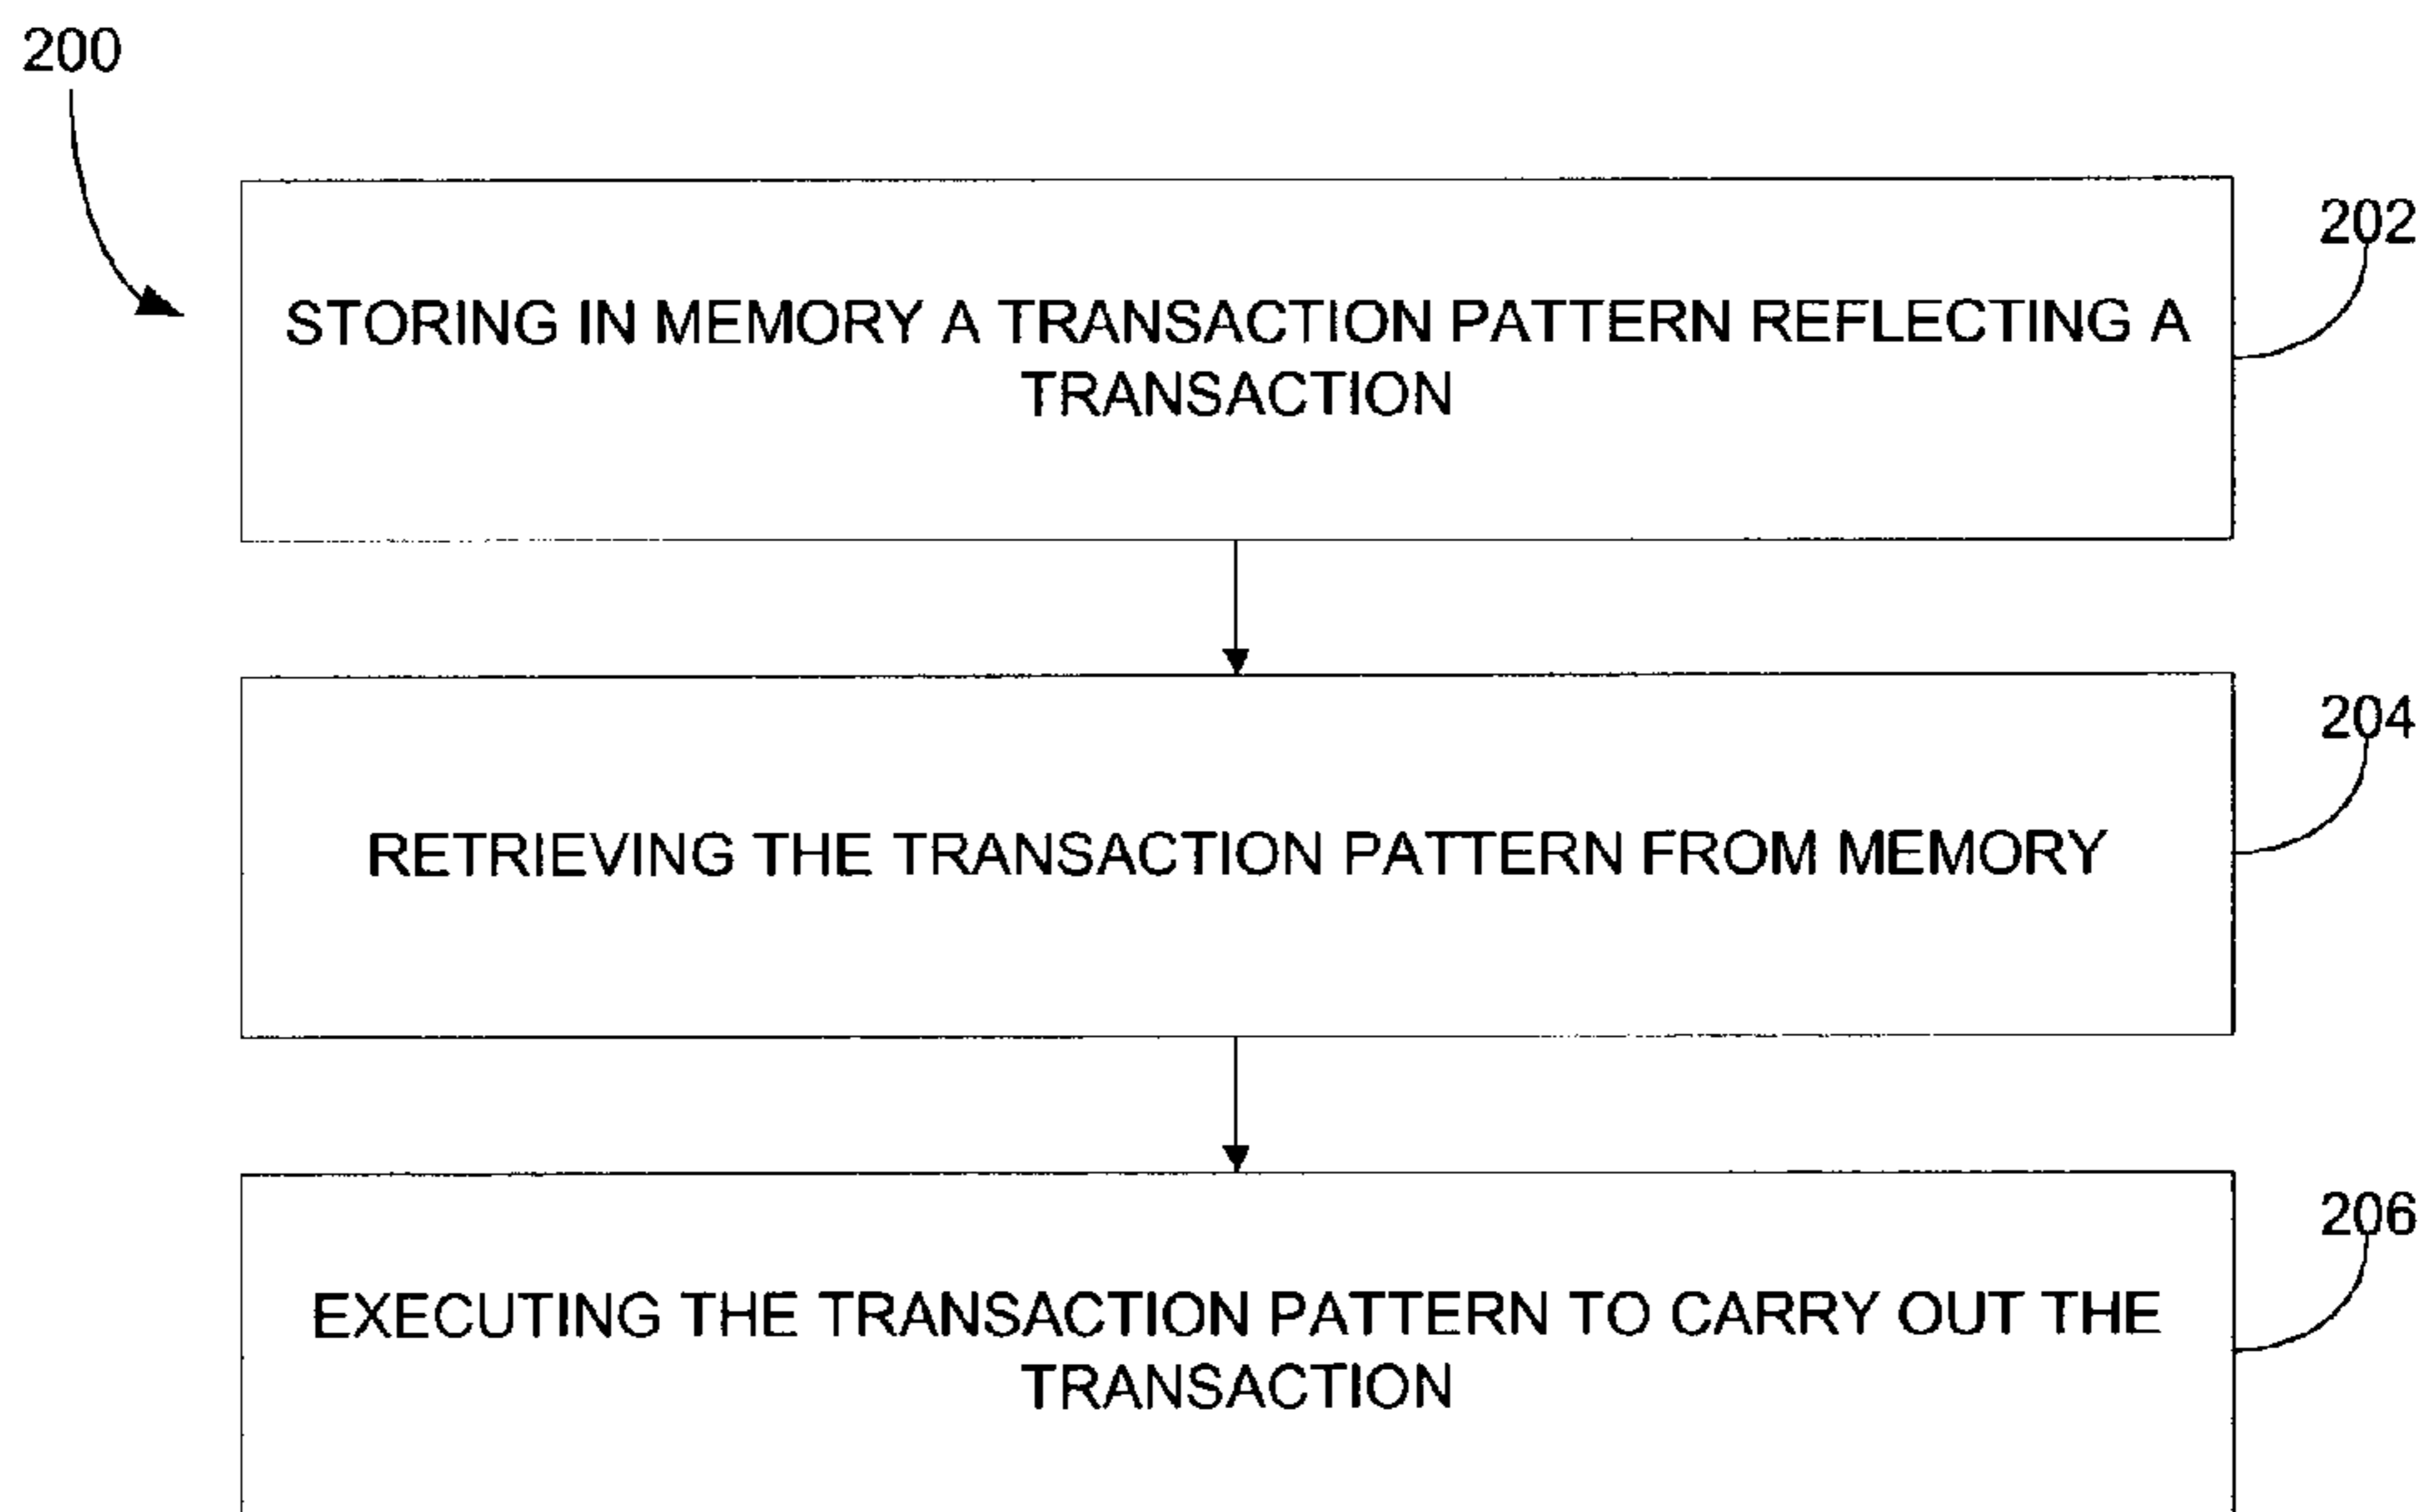 200
202
STORING IN MEMORY A TRANSACTION PATTERN REFLECTING A
TRANSACTION
204
RETRIEVING THE TRANSACTION PATTERN FROM MEMORY
206
EXECUTING THE TRANSACTION PATTERN TO CARRY OUT THE
TRANSACTION